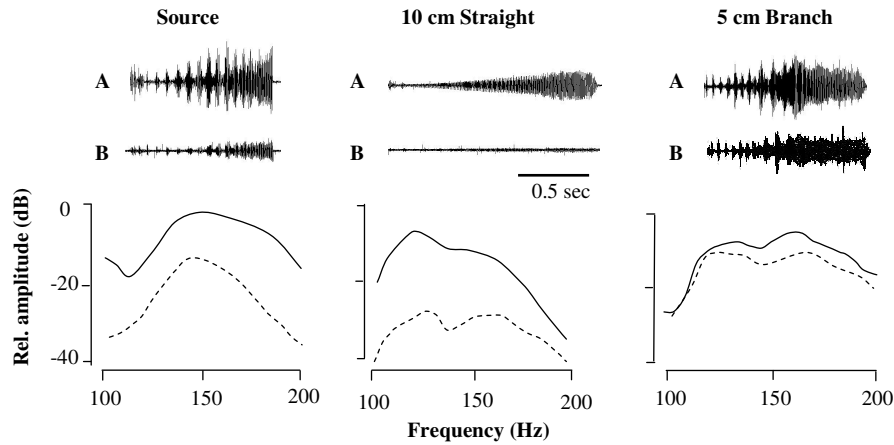 Source 10 cm Straight 5 cm Branch
A A A
B B B
0.5 sec
Rel. amplitude (dB)
0
-20
-40
100 150 200 100 150 200 100 150 200
Frequency (Hz)